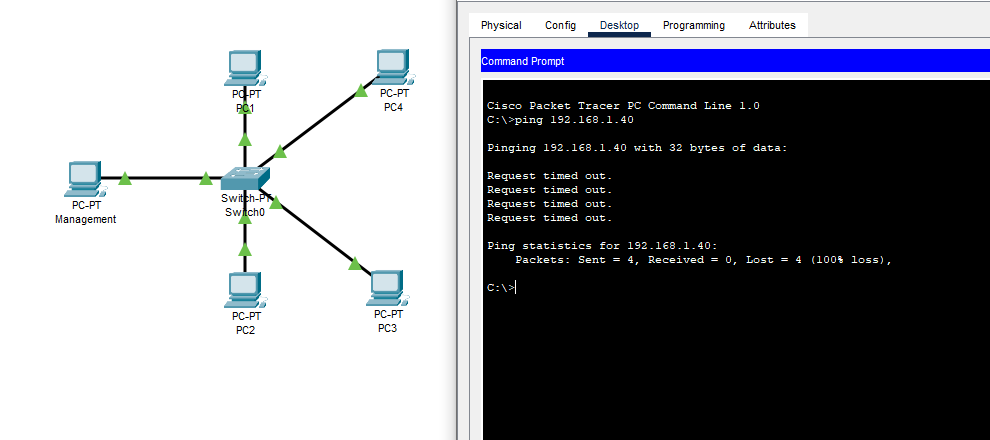 PC-PT
PC1
PC-PT
PC4
PC-PT
Management
Switch-PT
Switch0
PC-PT
PC2
PC-PT
PC3
Physical Config Desktop Programming Attributes
Command Prompt
Cisco Packet Tracer PC Command Line 1.0
C:\>ping 192.168.1.40
Pinging 192.168.1.40 with 32 bytes of data:
Request timed out.
Request timed out.
Request timed out.
Request timed out.
Ping statistics for 192.168.1.40:
Packets: Sent = 4, Received = 0, Lost = 4 (100% loss),
C:\>